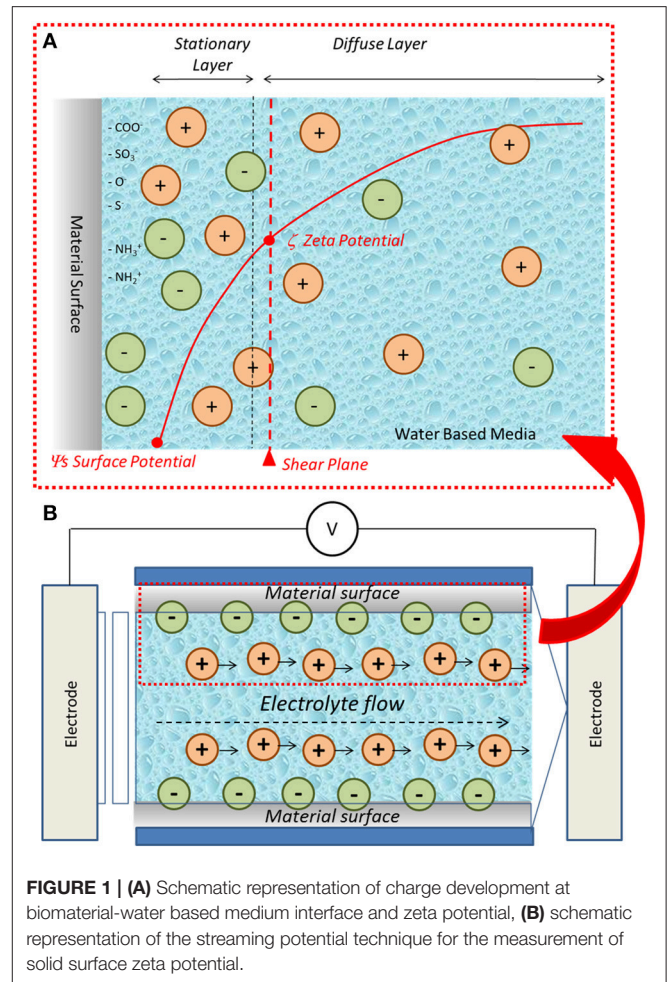 A
Stationary
Layer
Diffuse Layer
- COO⁻
- SO₃⁻
- O⁻
- S⁻
- NH₃⁺
- NH₂⁺
Material Surface
+
+
-
+
+
-
-
-
+
-
ζ Zeta Potential
+
+
+
-
-
+
+
-
-
Water Based Media
Ψs Surface Potential
Shear Plane
B
V
Electrode
Material surface
- - - - - -
+ + + + + +
Electrolyte flow
+ + + + + +
- - - - - -
Material surface
Electrode
FIGURE 1 | (A) Schematic representation of charge development at
biomaterial-water based medium interface and zeta potential, (B) schematic
representation of the streaming potential technique for the measurement of
solid surface zeta potential.